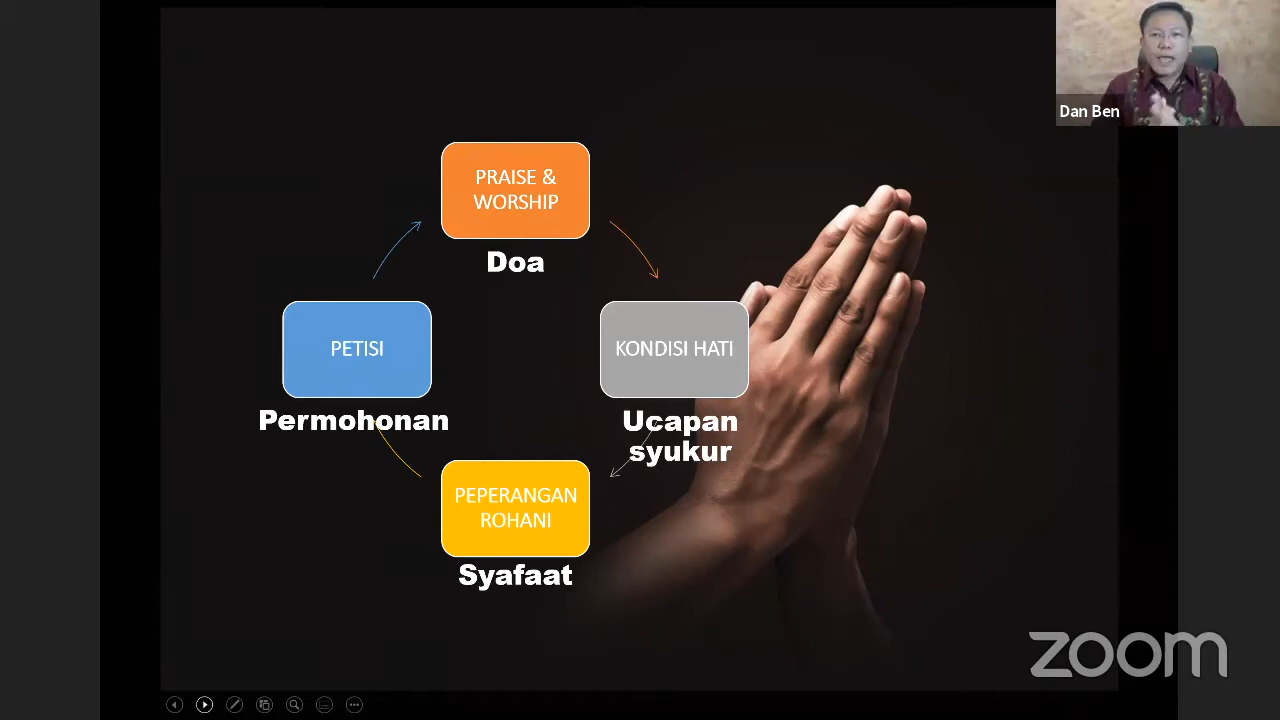 Dan Ben
PRAISE &
WORSHIP
Doa
PETISI
KONDISI HATI
Permohonan
Ucapan
syukur
PEPERANGAN
ROHANI
Syafaat
zoom